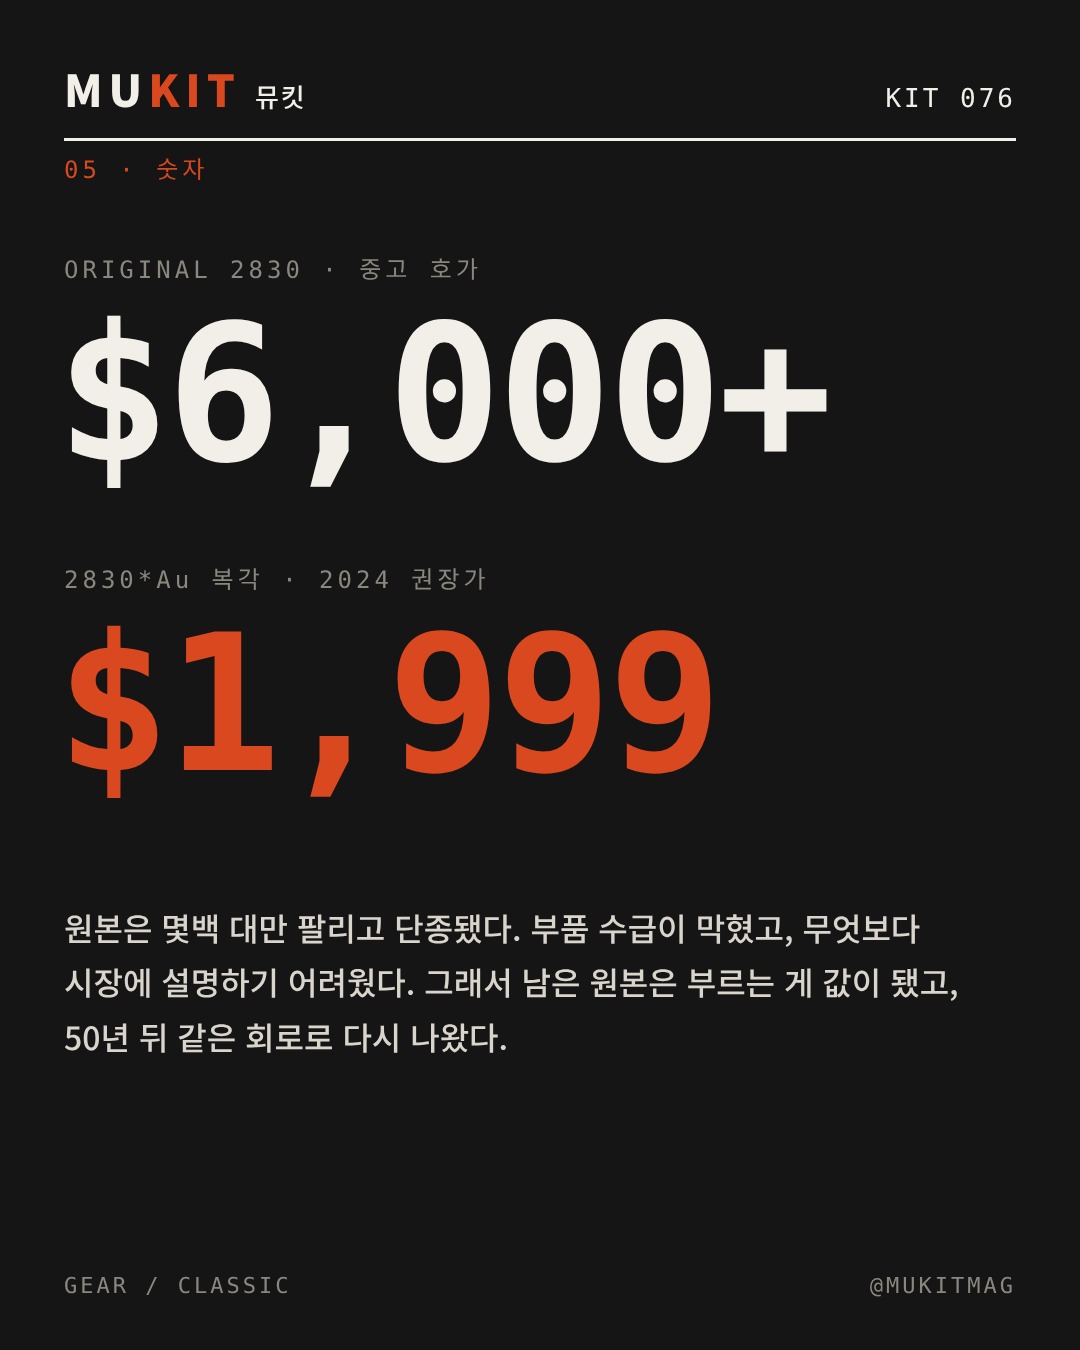 MUKIT 뮤킷
KIT 076
05 · 숫자
ORIGINAL 2830 · 중고 호가
$6,000+
2830*Au 복각 · 2024 권장가
$1,999
원본은 몇백 대만 팔리고 단종됐다. 부품 수급이 막혔고, 무엇보다
시장에 설명하기 어려웠다. 그래서 남은 원본은 부르는 게 값이 됐고,
50년 뒤 같은 회로로 다시 나왔다.
GEAR / CLASSIC
@MUKITMAG